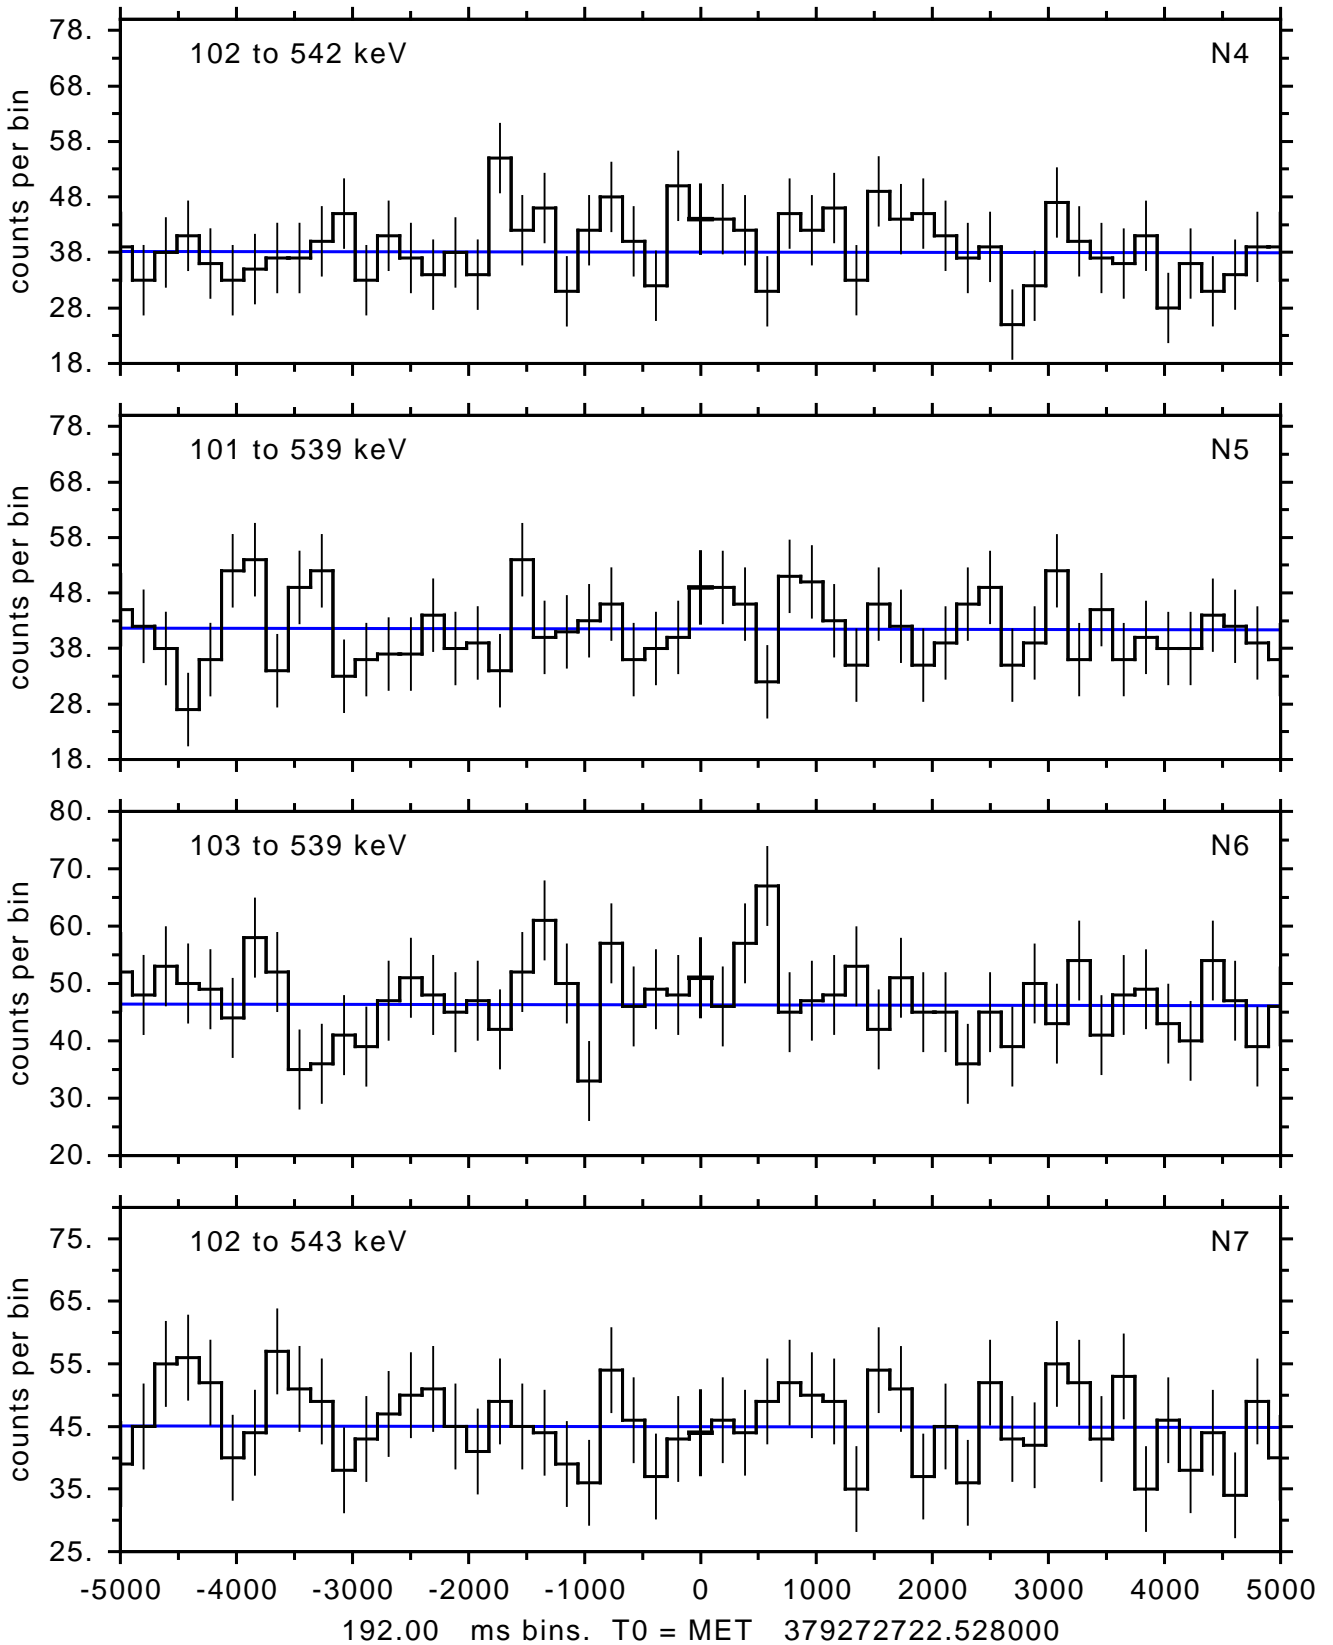 102 to 542 keV N4
78.
68.
58.
48.
38.
28.
18.
counts per bin
101 to 539 keV N5
78.
68.
58.
48.
38.
28.
18.
counts per bin
103 to 539 keV N6
80.
70.
60.
50.
40.
30.
20.
counts per bin
102 to 543 keV N7
75.
65.
55.
45.
35.
25.
counts per bin
-5000 -4000 -3000 -2000 -1000 0 1000 2000 3000 4000 5000
192.00 ms bins. T0 = MET 379272722.528000